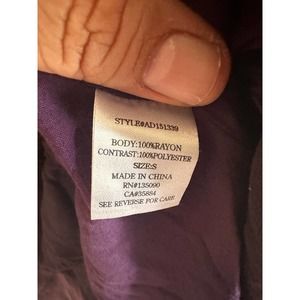 STYLE#AD151339
BODY:100%RAYON
CONTRAST:100%POLYESTER
SIZE:S
MADE IN CHINA
RN#135090
CA#35884
SEE REVERSE FOR CARE